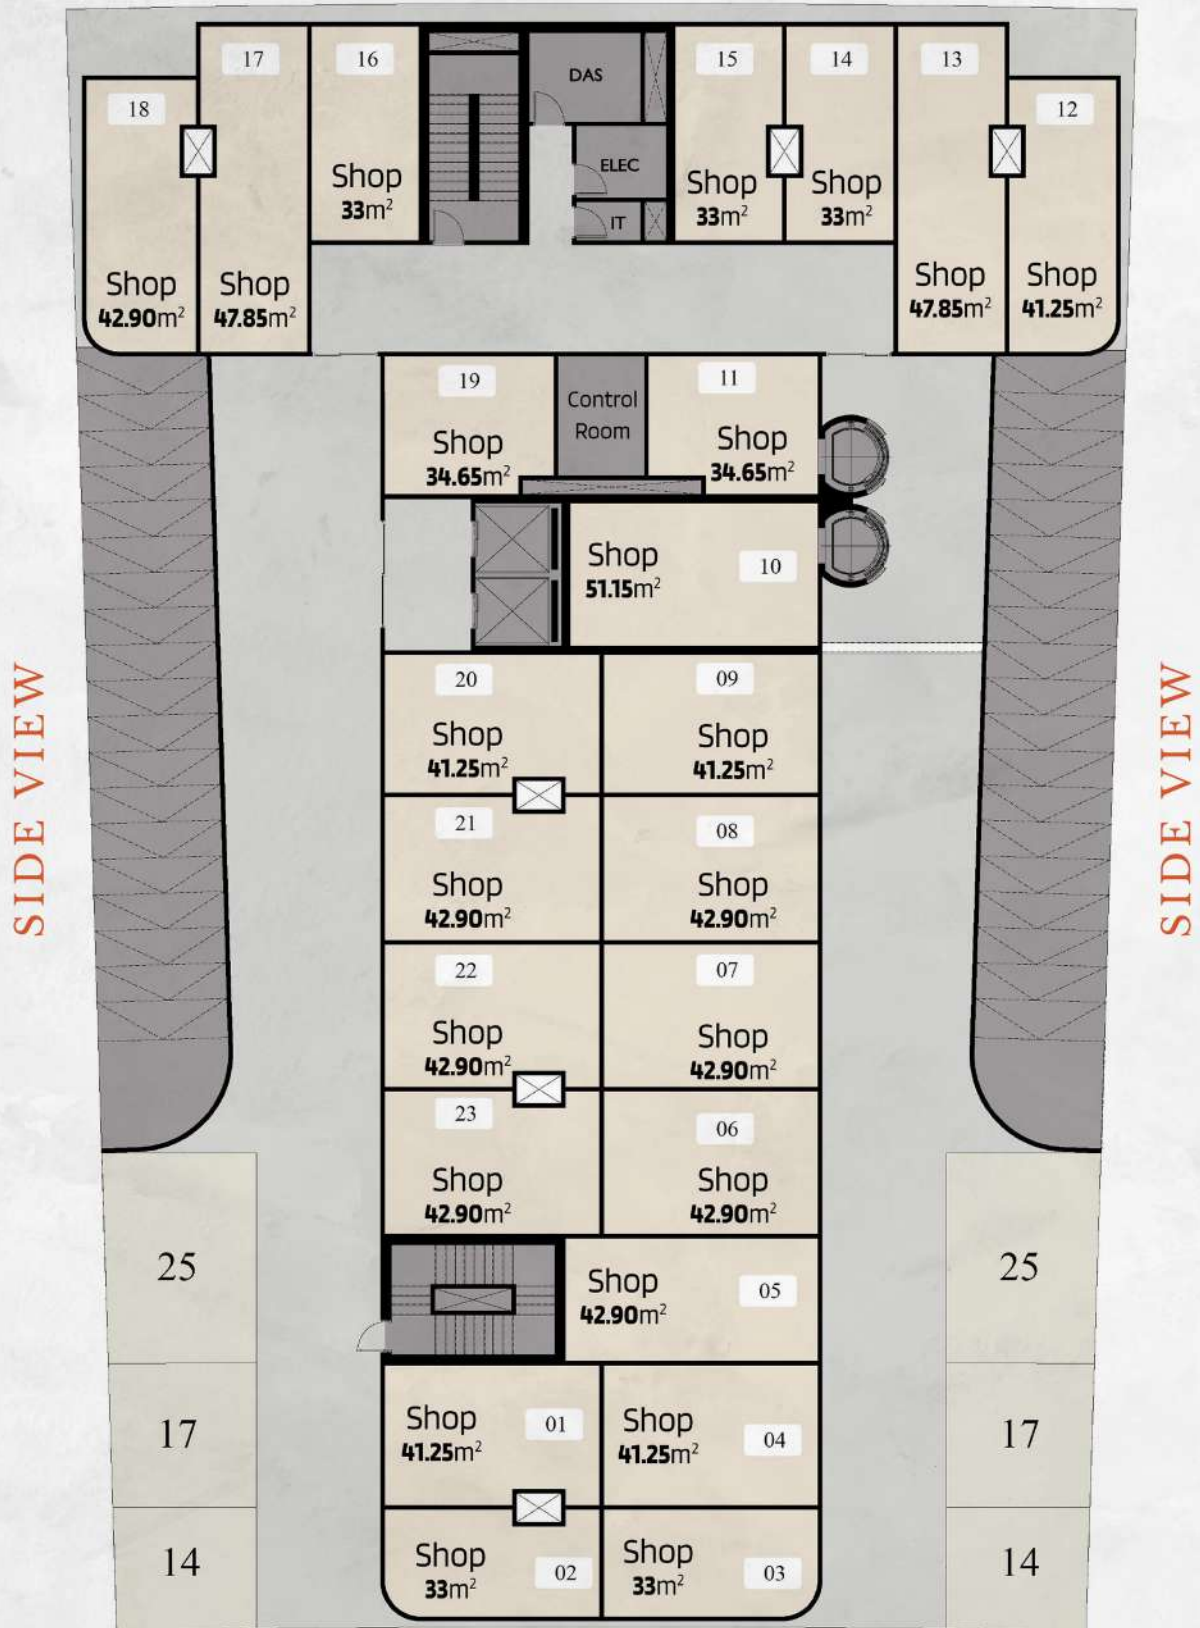 17
16
DAS
15
14
13
18
12
ELEC
Shop
33m²
Shop
33m²
Shop
33m²
IT
Shop
42.90m²
Shop
47.85m²
Shop
47.85m²
Shop
41.25m²
19
Shop
34.65m²
Control
Room
11
Shop
34.65m²
Shop
51.15m²
10
SIDE VIEW
SIDE VIEW
20
Shop
41.25m²
09
Shop
41.25m²
21
Shop
42.90m²
08
Shop
42.90m²
22
Shop
42.90m²
07
Shop
42.90m²
23
Shop
42.90m²
06
Shop
42.90m²
25
Shop
42.90m²
05
25
17
Shop
41.25m²
01
Shop
41.25m²
04
17
14
Shop
33m²
02
Shop
33m²
03
14